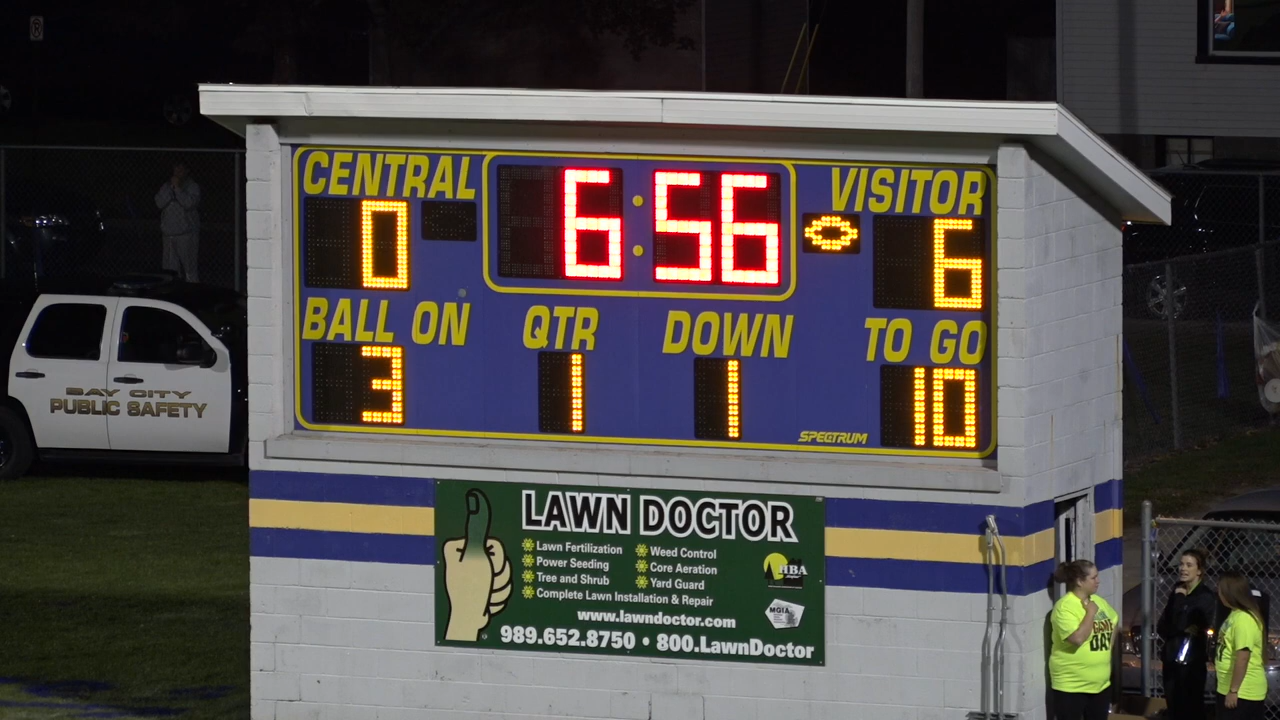 CENTRAL 6:56 VISITOR
0 6
BALL ON QTR DOWN TO GO
3 1 1 10
SPECTRUM
BAY CITY
PUBLIC SAFETY
LAWN DOCTOR
Lawn Fertilization Weed Control
Power Seeding Core Aeration
Tree and Shrub Yard Guard
Complete Lawn Installation & Repair
HBA
MGIA
www.lawndoctor.com
989.652.8750 • 800.LawnDoctor
GAME
DAY